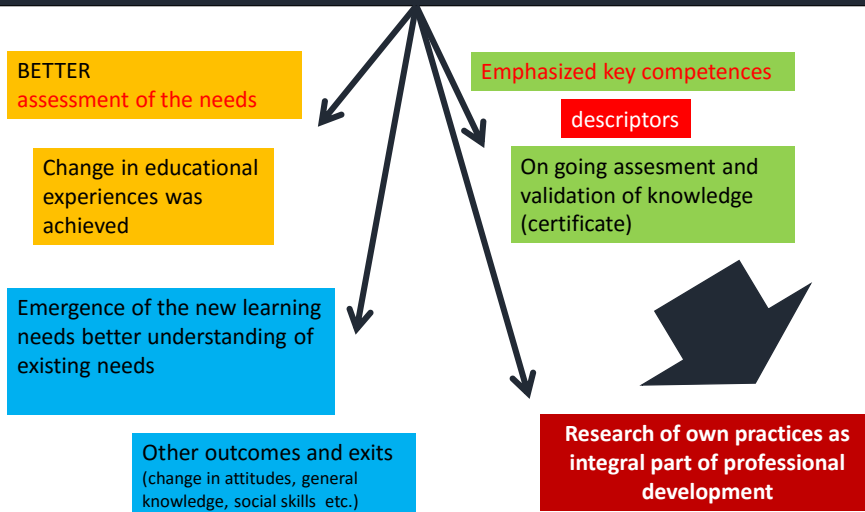 BETTER
assessment of the needs
Change in educational
experiences was
achieved
Emergence of the new learning
needs better understanding of
existing needs
Other outcomes and exits
(change in attitudes, general
knowledge, social skills etc.)
Emphasized key competences
descriptors
On going assesment and
validation of knowledge
(certificate)
Research of own practices as
integral part of professional
development